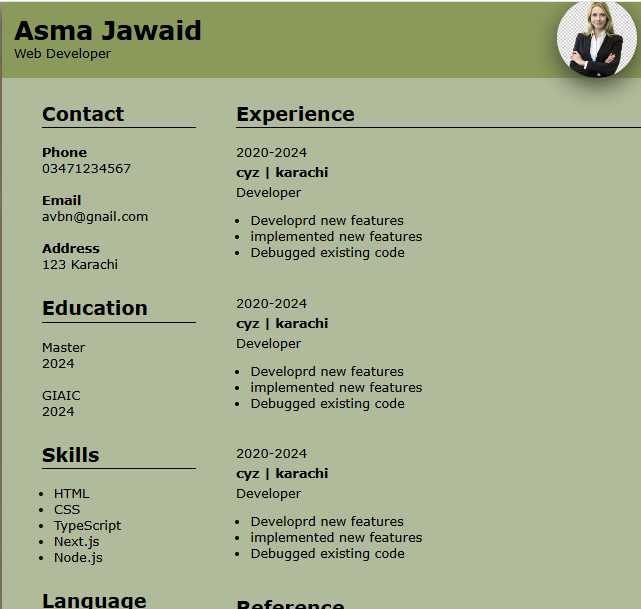 Asma Jawaid
Web Developer
Contact
Phone
03471234567
Email
avbn@gnail.com
Address
123 Karachi
Education
Master
2024
GIAIC
2024
Skills
HTML
CSS
TypeScript
Next.js
Node.js
Language
Experience
2020-2024
cyz | karachi
Developer
Developrd new features
implemented new features
Debugged existing code
2020-2024
cyz | karachi
Developer
Developrd new features
implemented new features
Debugged existing code
2020-2024
cyz | karachi
Developer
Developrd new features
implemented new features
Debugged existing code
Reference